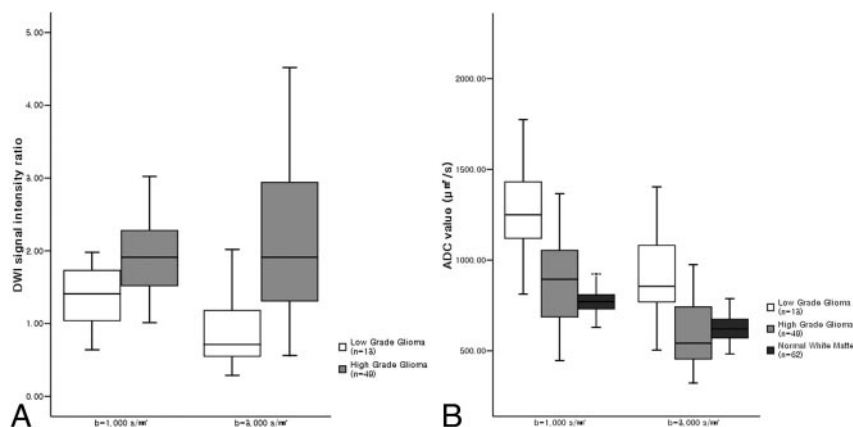 5.00
4.00
3.00
2.00
1.00
0.00
DWI signal intensity ratio
b=1,000 s/㎟
b=3,000 s/㎟
Low Grade Glioma
(n=13)
High Grade Glioma
(n=49)
A
2000.00
1500.00
1000.00
500.00
ADC value (μ㎡/s)
b=1,000 s/㎟
b=3,000 s/㎟
Low Grade Glioma
(n=13)
High Grade Glioma
(n=49)
Normal White Matte
(n=62)
B